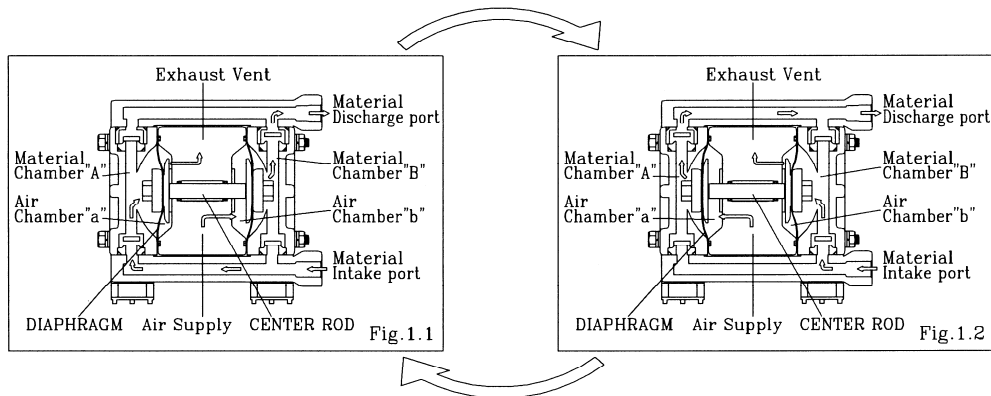 Exhaust Vent
Material
Discharge port
Material
Chamber"A"
Material
Chamber"B"
Air
Chamber"a"
Air
Chamber"b"
Material
Intake port
DIAPHRAGM
Air Supply
CENTER ROD
Fig.1.1
Exhaust Vent
Material
Discharge port
Material
Chamber"A"
Material
Chamber"B"
Air
Chamber"a"
Air
Chamber"b"
Material
Intake port
DIAPHRAGM
Air Supply
CENTER ROD
Fig.1.2